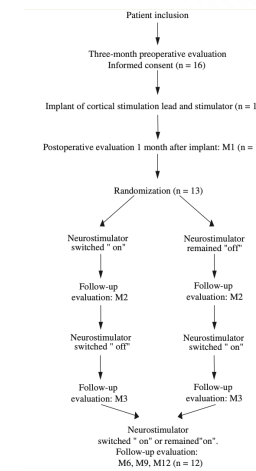 Patient inclusion
Three-month preoperative evaluation
Informed consent (n = 16)
Implant of cortical stimulation lead and stimulator (n = 1
Postoperative evaluation 1 month after implant: M1 (n =
Randomization (n = 13)
Neurostimulator
switched " on"
Neurostimulator
remained "off"
Follow-up
evaluation: M2
Follow-up
evaluation: M2
Neurostimulator
switched " off"
Neurostimulator
switched " on"
Follow-up
evaluation: M3
Follow-up
evaluation: M3
Neurostimulator
switched " on" or remained"on".
Follow-up evaluation:
M6, M9, M12 (n = 12)